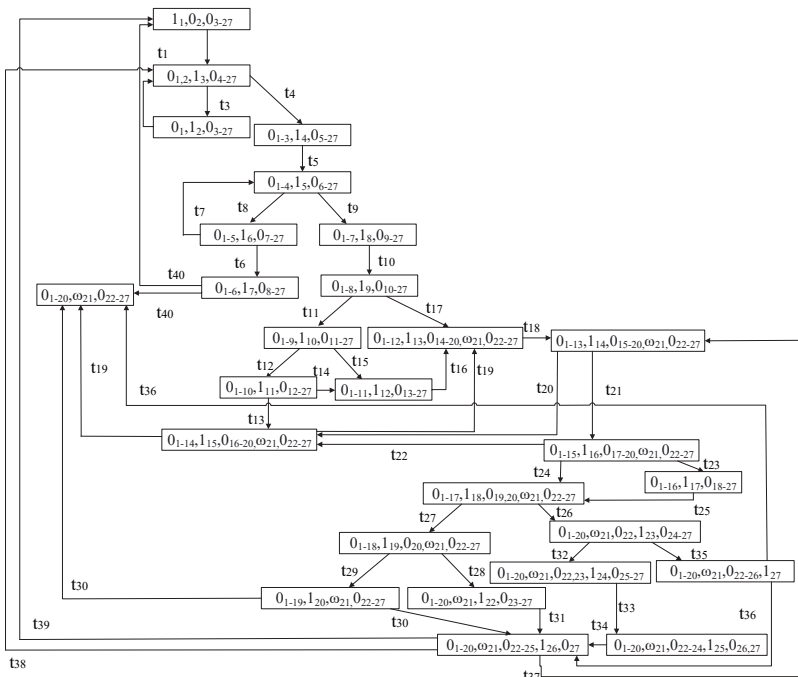 1₁,0₂,0₃₋₂₇
t₁
0₁,₂,1₃,0₄₋₂₇
t₃
t₄
0₁,1₂,0₃₋₂₇
0₁₋₃,1₄,0₅₋₂₇
t₅
0₁₋₄,1₅,0₆₋₂₇
t₇
t₈
t₉
0₁₋₅,1₆,0₇₋₂₇
0₁₋₇,1₈,0₉₋₂₇
t₆
t₁₀
t₄₀
0₁₋₆,1₇,0₈₋₂₇
0₁₋₈,1₉,0₁₀₋₂₇
0₁₋₂₀,ω₂₁,0₂₂₋₂₇
t₄₀
t₁₁
t₁₇
0₁₋₉,1₁₀,0₁₁₋₂₇
0₁₋₁₂,1₁₃,0₁₄₋₂₀,ω₂₁,0₂₂₋₂₇
t₁₈
0₁₋₁₃,1₁₄,0₁₅₋₂₀,ω₂₁,0₂₂₋₂₇
t₁₉
t₃₆
t₁₂
t₁₄
t₁₅
t₁₆
t₁₉
t₂₀
t₂₁
0₁₋₁₀,1₁₁,0₁₂₋₂₇
0₁₋₁₁,1₁₂,0₁₃₋₂₇
t₁₃
0₁₋₁₄,1₁₅,0₁₆₋₂₀,ω₂₁,0₂₂₋₂₇
t₂₂
0₁₋₁₅,1₁₆,0₁₇₋₂₀,ω₂₁,0₂₂₋₂₇
t₂₄
t₂₃
0₁₋₁₆,1₁₇,0₁₈₋₂₇
0₁₋₁₇,1₁₈,0₁₉,₂₀,ω₂₁,0₂₂₋₂₇
t₂₅
t₂₇
t₂₆
0₁₋₂₀,ω₂₁,0₂₂,1₂₃,0₂₄₋₂₇
0₁₋₁₈,1₁₉,0₂₀,ω₂₁,0₂₂₋₂₇
t₃₂
t₃₅
t₂₉
t₂₈
0₁₋₂₀,ω₂₁,0₂₂,₂₃,1₂₄,0₂₅₋₂₇
0₁₋₂₀,ω₂₁,0₂₂₋₂₆,1₂₇
t₃₀
0₁₋₁₉,1₂₀,ω₂₁,0₂₂₋₂₇
0₁₋₂₀,ω₂₁,1₂₂,0₂₃₋₂₇
t₃₉
t₃₀
t₃₁
t₃₃
t₃₄
t₃₆
0₁₋₂₀,ω₂₁,0₂₂₋₂₅,1₂₆,0₂₇
0₁₋₂₀,ω₂₁,0₂₂₋₂₄,1₂₅,0₂₆,₂₇
t₃₈
t₃₇